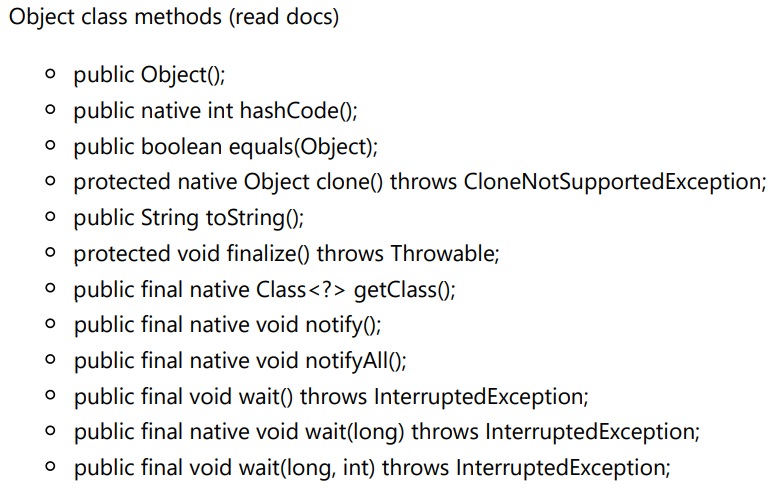 Object class methods (read docs)
public Object();
public native int hashCode();
public boolean equals(Object);
protected native Object clone() throws CloneNotSupportedException;
public String toString();
protected void finalize() throws Throwable;
public final native Class<?> getClass();
public final native void notify();
public final native void notifyAll();
public final void wait() throws InterruptedException;
public final native void wait(long) throws InterruptedException;
public final void wait(long, int) throws InterruptedException;